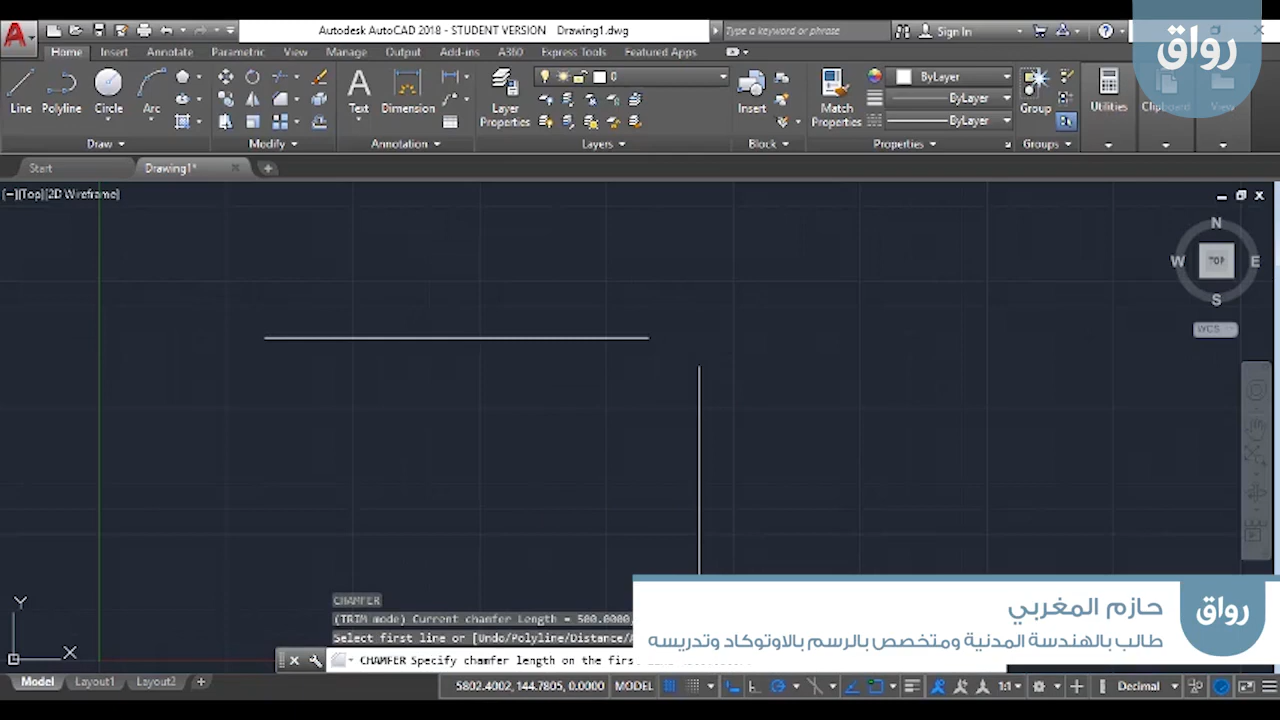 Autodesk AutoCAD 2018 - STUDENT VERSION Drawing1.dwg
Type a keyword or phrase
Sign In
رواق
Home Insert Annotate Parametric View Manage Output Add-ins A360 Express Tools Featured Apps
0
ByLayer
ByLayer
ByLayer
Line Polyline Circle Arc Text Dimension Layer Properties Insert Match Properties Group Utilities Clipboard View
Draw Modify Annotation Layers Block Properties Groups
Start Drawing1*
[−][Top][2D Wireframe]
N
W TOP E
S
WCS
Y
X
CHAMFER
(TRIM mode) Current chamfer Length = 500.0000,
Select first line or [Undo/Polyline/Distance/A
CHAMFER Specify chamfer length on the first
حازم المغربي
طالب بالهندسة المدنية ومتخصص بالرسم بالاوتوكاد وتدريسه
رواق
Model Layout1 Layout2
5802.4002, 144.7805, 0.0000 MODEL 1:1 Decimal